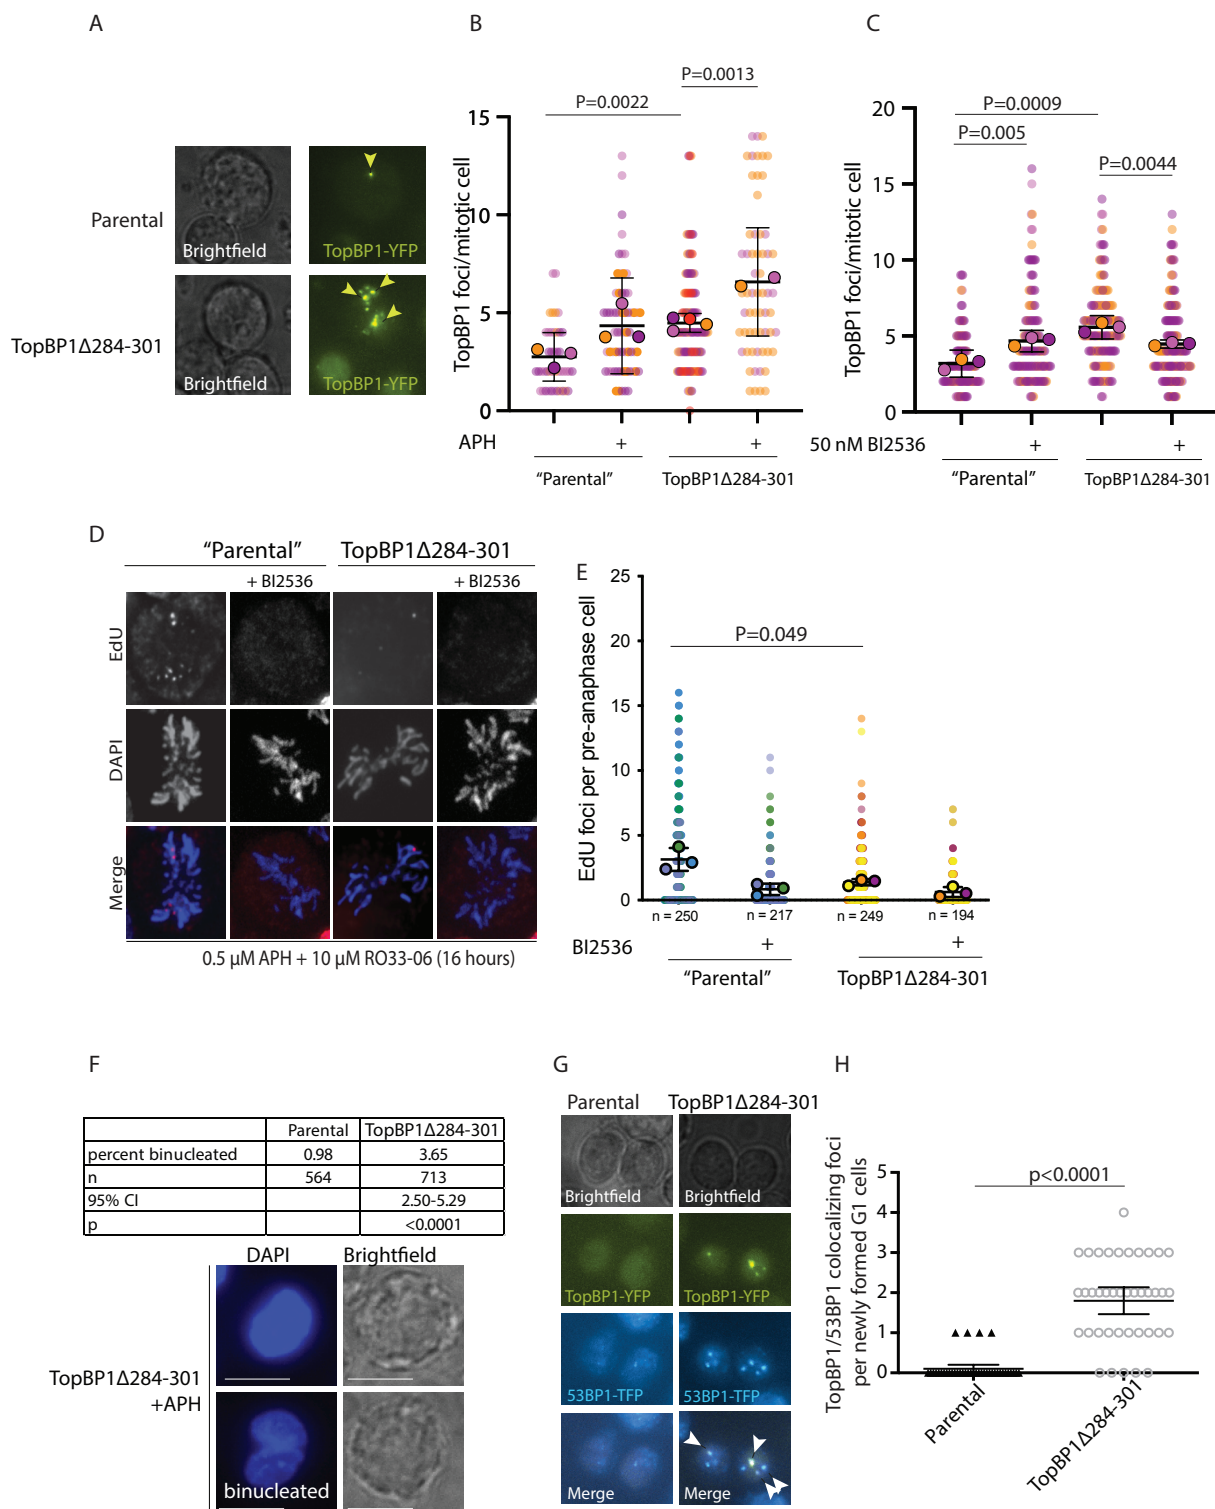 A
Parental
Brightfield
TopBP1-YFP
TopBP1Δ284-301
Brightfield
TopBP1-YFP
B
P=0.0013
P=0.0022
TopBP1 foci/mitotic cell
15
10
5
0
APH
+
+
“Parental”
TopBP1Δ284-301
C
20
P=0.0009
P=0.005
P=0.0044
TopBP1 foci/mitotic cell
15
10
5
0
50 nM BI2536
+
+
“Parental”
TopBP1Δ284-301
D
“Parental”
TopBP1Δ284-301
+ BI2536
+ BI2536
EdU
DAPI
Merge
0.5 μM APH + 10 μM RO33-06 (16 hours)
E
EdU foci per pre-anaphase cell
25
20
15
10
5
0
P=0.049
n = 250
n = 217
n = 249
n = 194
BI2536
+
+
“Parental”
TopBP1Δ284-301
F
Parental TopBP1Δ284-301
percent binucleated 0.98 3.65
n 564 713
95% CI 2.50-5.29
p <0.0001
DAPI
Brightfield
TopBP1Δ284-301
+APH
binucleated
G
Parental
TopBP1Δ284-301
Brightfield
Brightfield
TopBP1-YFP
TopBP1-YFP
53BP1-TFP
53BP1-TFP
Merge
Merge
H
TopBP1/53BP1 colocalizing foci
per newly formed G1 cells
p<0.0001
5
4
3
2
1
0
Parental
TopBP1Δ284-301